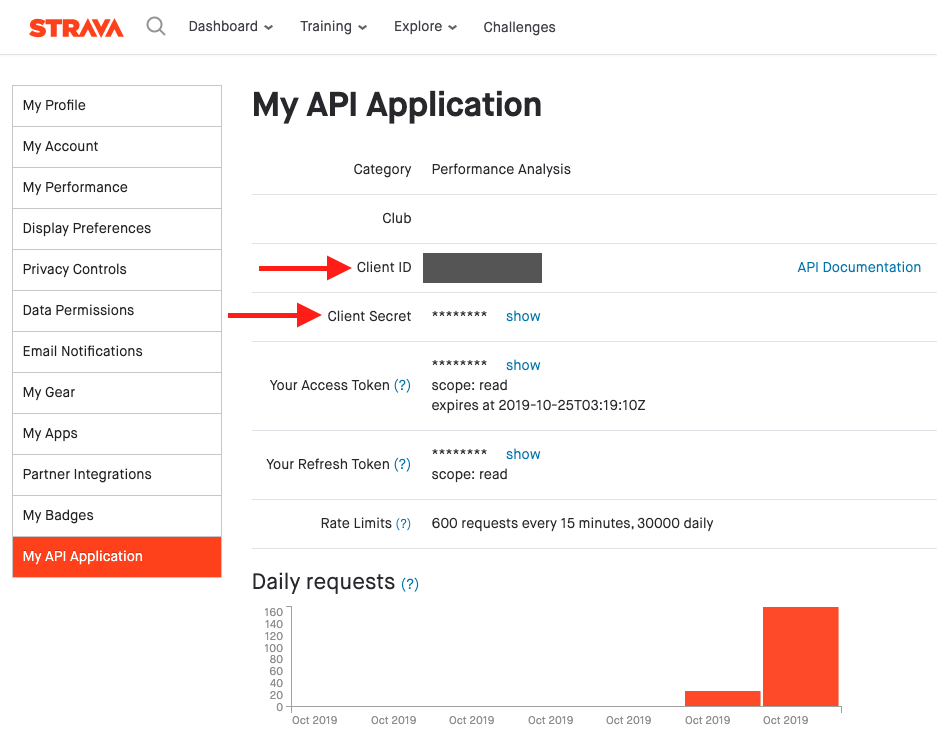 STRAVA Dashboard Training Explore Challenges
My Profile
My Account
My Performance
Display Preferences
Privacy Controls
Data Permissions
Email Notifications
My Gear
My Apps
Partner Integrations
My Badges
My API Application
My API Application
Category Performance Analysis
Club
Client ID API Documentation
Client Secret ******** show
******** show
Your Access Token (?) scope: read
expires at 2019-10-25T03:19:10Z
******** show
Your Refresh Token (?) scope: read
Rate Limits (?) 600 requests every 15 minutes, 30000 daily
Daily requests (?)
160
140
120
100
80
60
40
20
0
Oct 2019 Oct 2019 Oct 2019 Oct 2019 Oct 2019 Oct 2019 Oct 2019